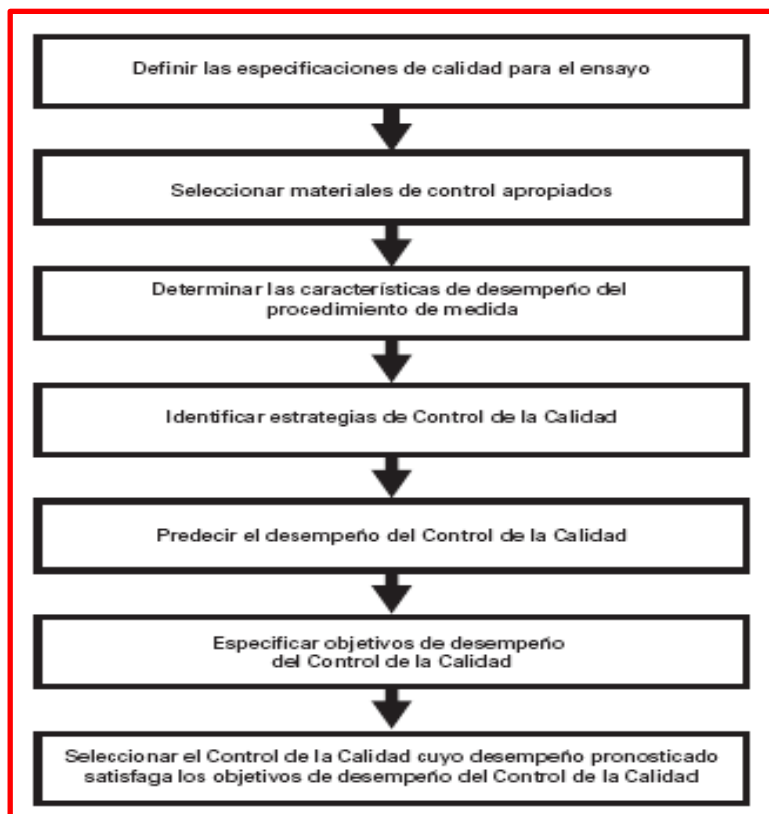 Definir las especificaciones de calidad para el ensayo
Seleccionar materiales de control apropiados
Determinar las características de desempeño del
procedimiento de medida
Identificar estrategias de Control de la Calidad
Predecir el desempeño del Control de la Calidad
Especificar objetivos de desempeño
del Control de la Calidad
Seleccionar el Control de la Calidad cuyo desempeño pronosticado
satisfaga los objetivos de desempeño del Control de la Calidad